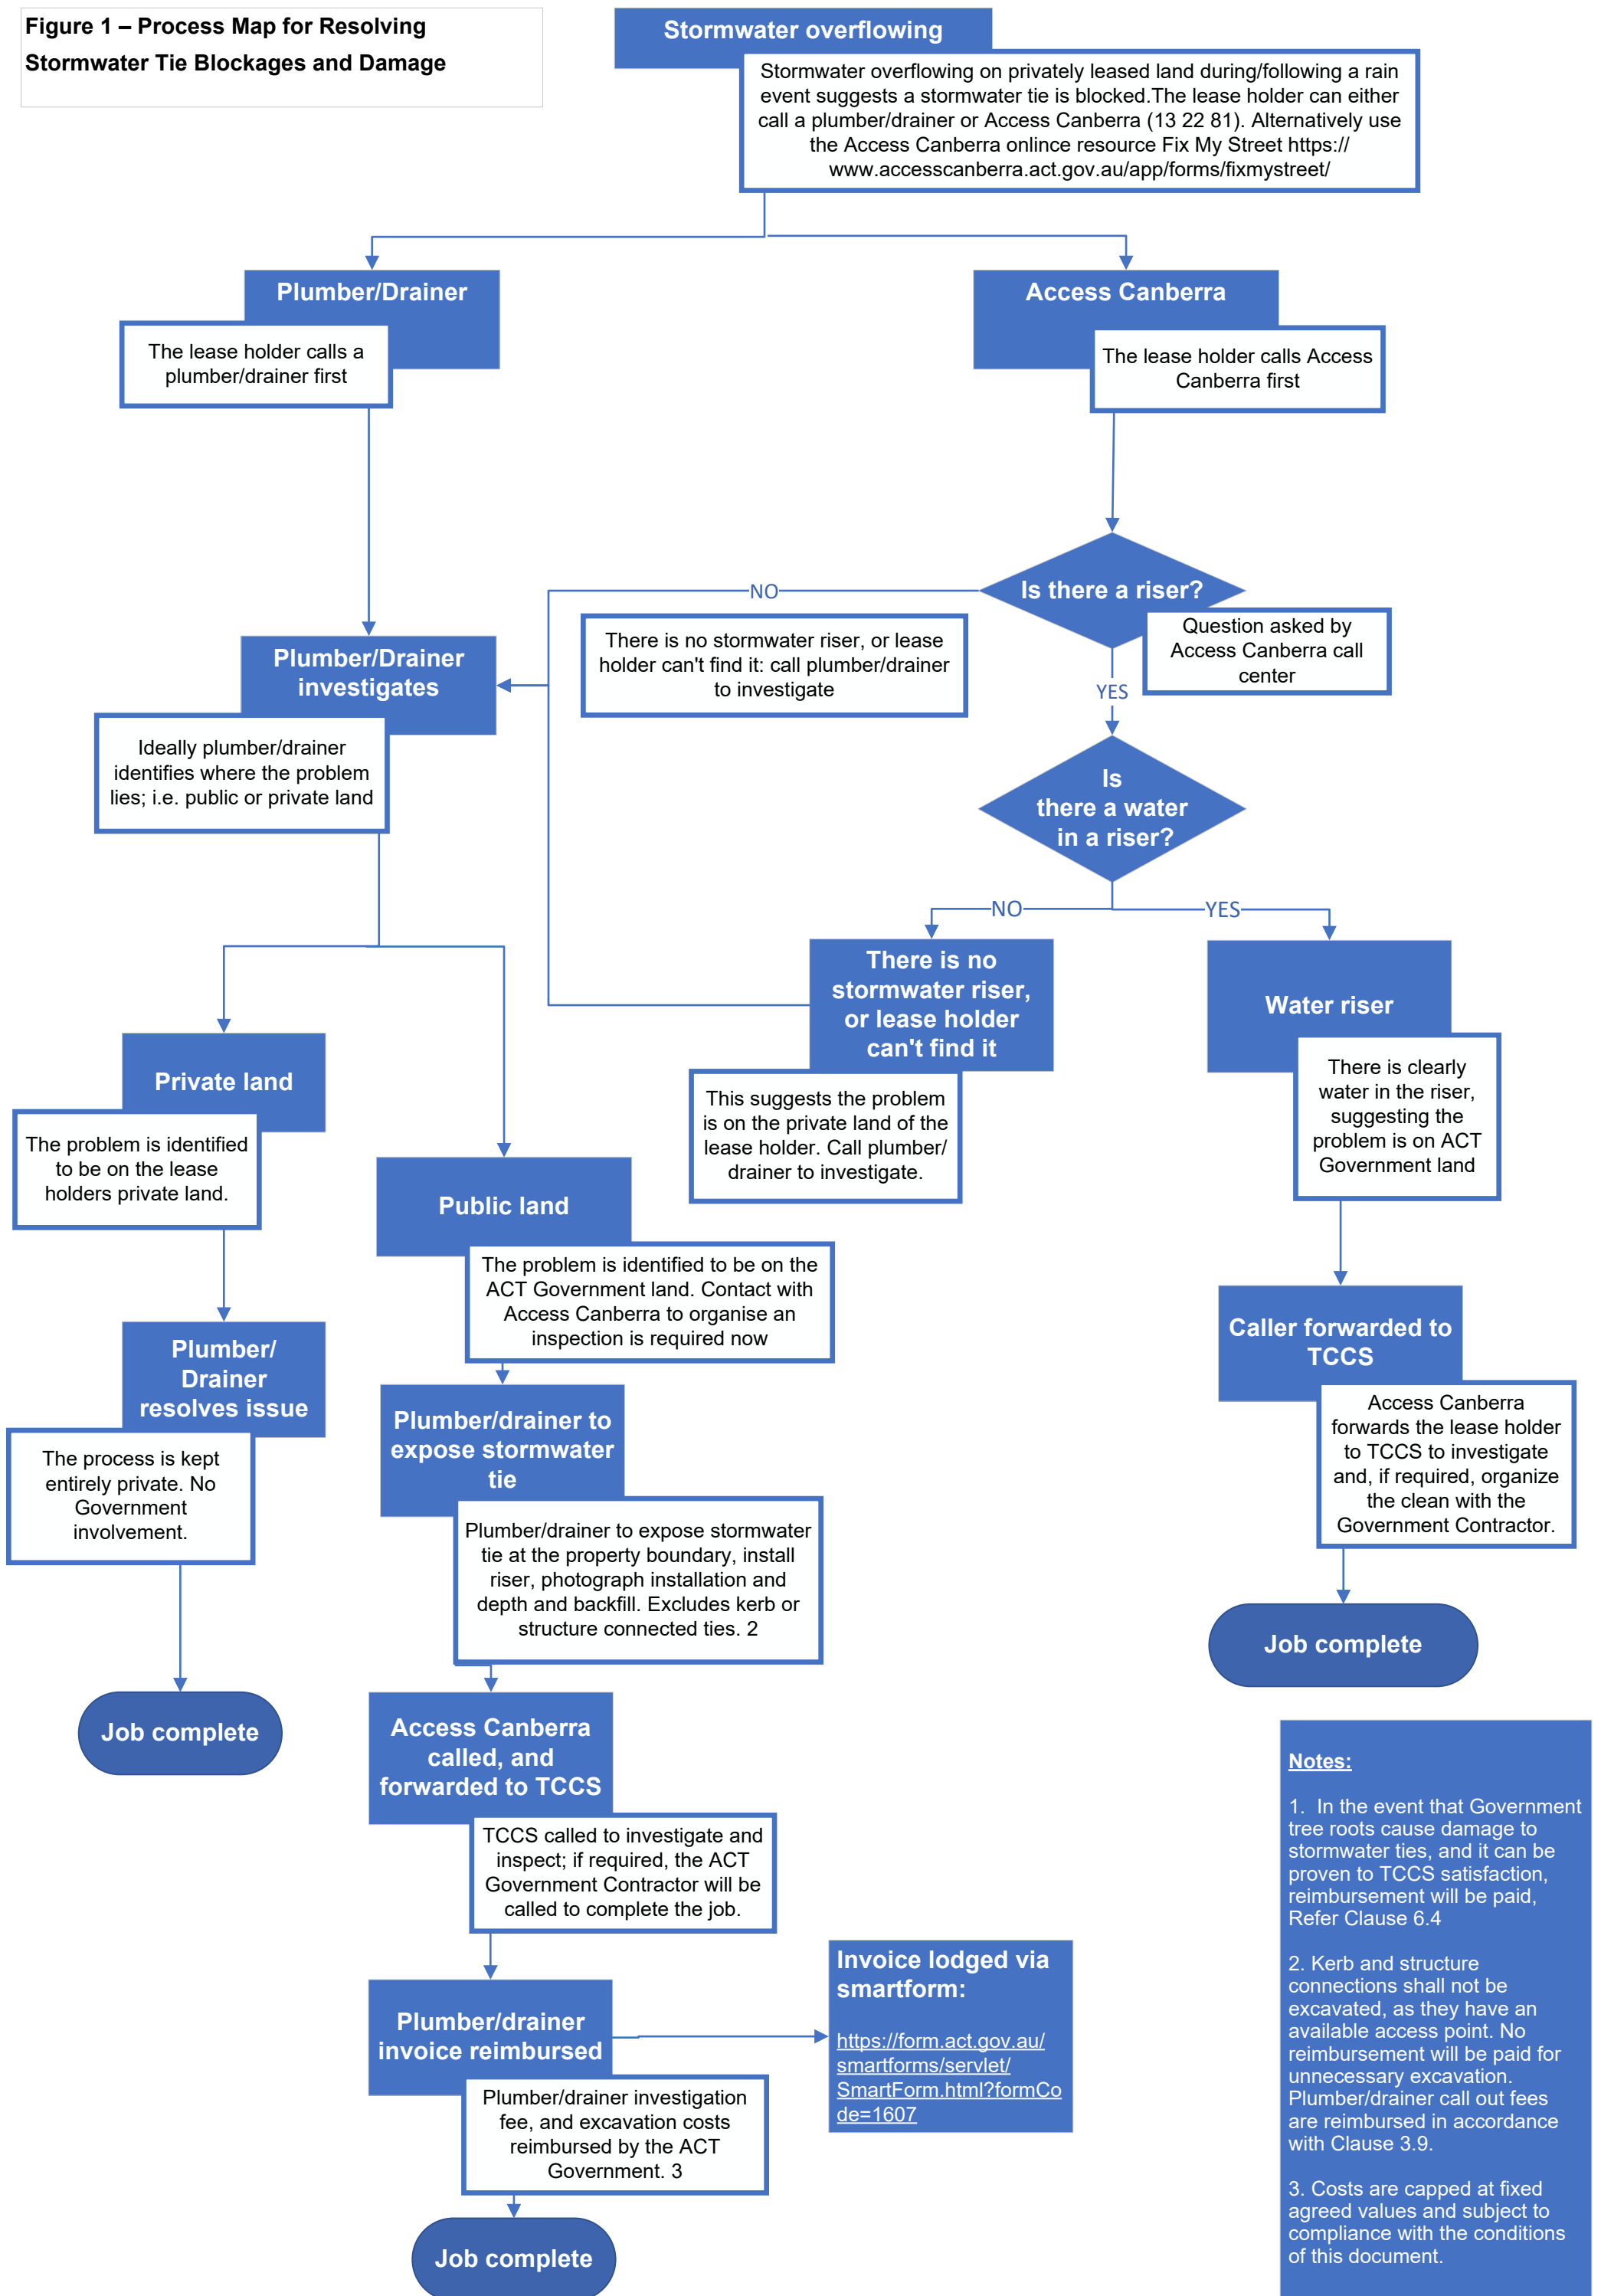 Figure 1 – Process Map for Resolving
Stormwater Tie Blockages and Damage
Stormwater overflowing
Stormwater overflowing on privately leased land during/following a rain
event suggests a stormwater tie is blocked.The lease holder can either
call a plumber/drainer or Access Canberra (13 22 81). Alternatively use
the Access Canberra onlince resource Fix My Street https://
www.accesscanberra.act.gov.au/app/forms/fixmystreet/
Plumber/Drainer
The lease holder calls a
plumber/drainer first
Access Canberra
The lease holder calls Access
Canberra first
Is there a riser?
Question asked by
Access Canberra call
center
NO
There is no stormwater riser, or lease
holder can't find it: call plumber/drainer
to investigate
YES
Plumber/Drainer
investigates
Ideally plumber/drainer
identifies where the problem
lies; i.e. public or private land
Is
there a water
in a riser?
NO
YES
There is no
stormwater riser,
or lease holder
can't find it
This suggests the problem
is on the private land of the
lease holder. Call plumber/
drainer to investigate.
Water riser
There is clearly
water in the riser,
suggesting the
problem is on ACT
Government land
Private land
The problem is identified
to be on the lease
holders private land.
Public land
The problem is identified to be on the
ACT Government land. Contact with
Access Canberra to organise an
inspection is required now
Caller forwarded to
TCCS
Access Canberra
forwards the lease holder
to TCCS to investigate
and, if required, organize
the clean with the
Government Contractor.
Job complete
Plumber/
Drainer
resolves issue
The process is kept
entirely private. No
Government
involvement.
Job complete
Plumber/drainer to
expose stormwater
tie
Plumber/drainer to expose stormwater
tie at the property boundary, install
riser, photograph installation and
depth and backfill. Excludes kerb or
structure connected ties. 2
Access Canberra
called, and
forwarded to TCCS
TCCS called to investigate and
inspect; if required, the ACT
Government Contractor will be
called to complete the job.
Plumber/drainer
invoice reimbursed
Plumber/drainer investigation
fee, and excavation costs
reimbursed by the ACT
Government. 3
Job complete
Invoice lodged via
smartform:
https://form.act.gov.au/
smartforms/servlet/
SmartForm.html?formCo
de=1607
Notes:
1. In the event that Government
tree roots cause damage to
stormwater ties, and it can be
proven to TCCS satisfaction,
reimbursement will be paid,
Refer Clause 6.4
2. Kerb and structure
connections shall not be
excavated, as they have an
available access point. No
reimbursement will be paid for
unnecessary excavation.
Plumber/drainer call out fees
are reimbursed in accordance
with Clause 3.9.
3. Costs are capped at fixed
agreed values and subject to
compliance with the conditions
of this document.